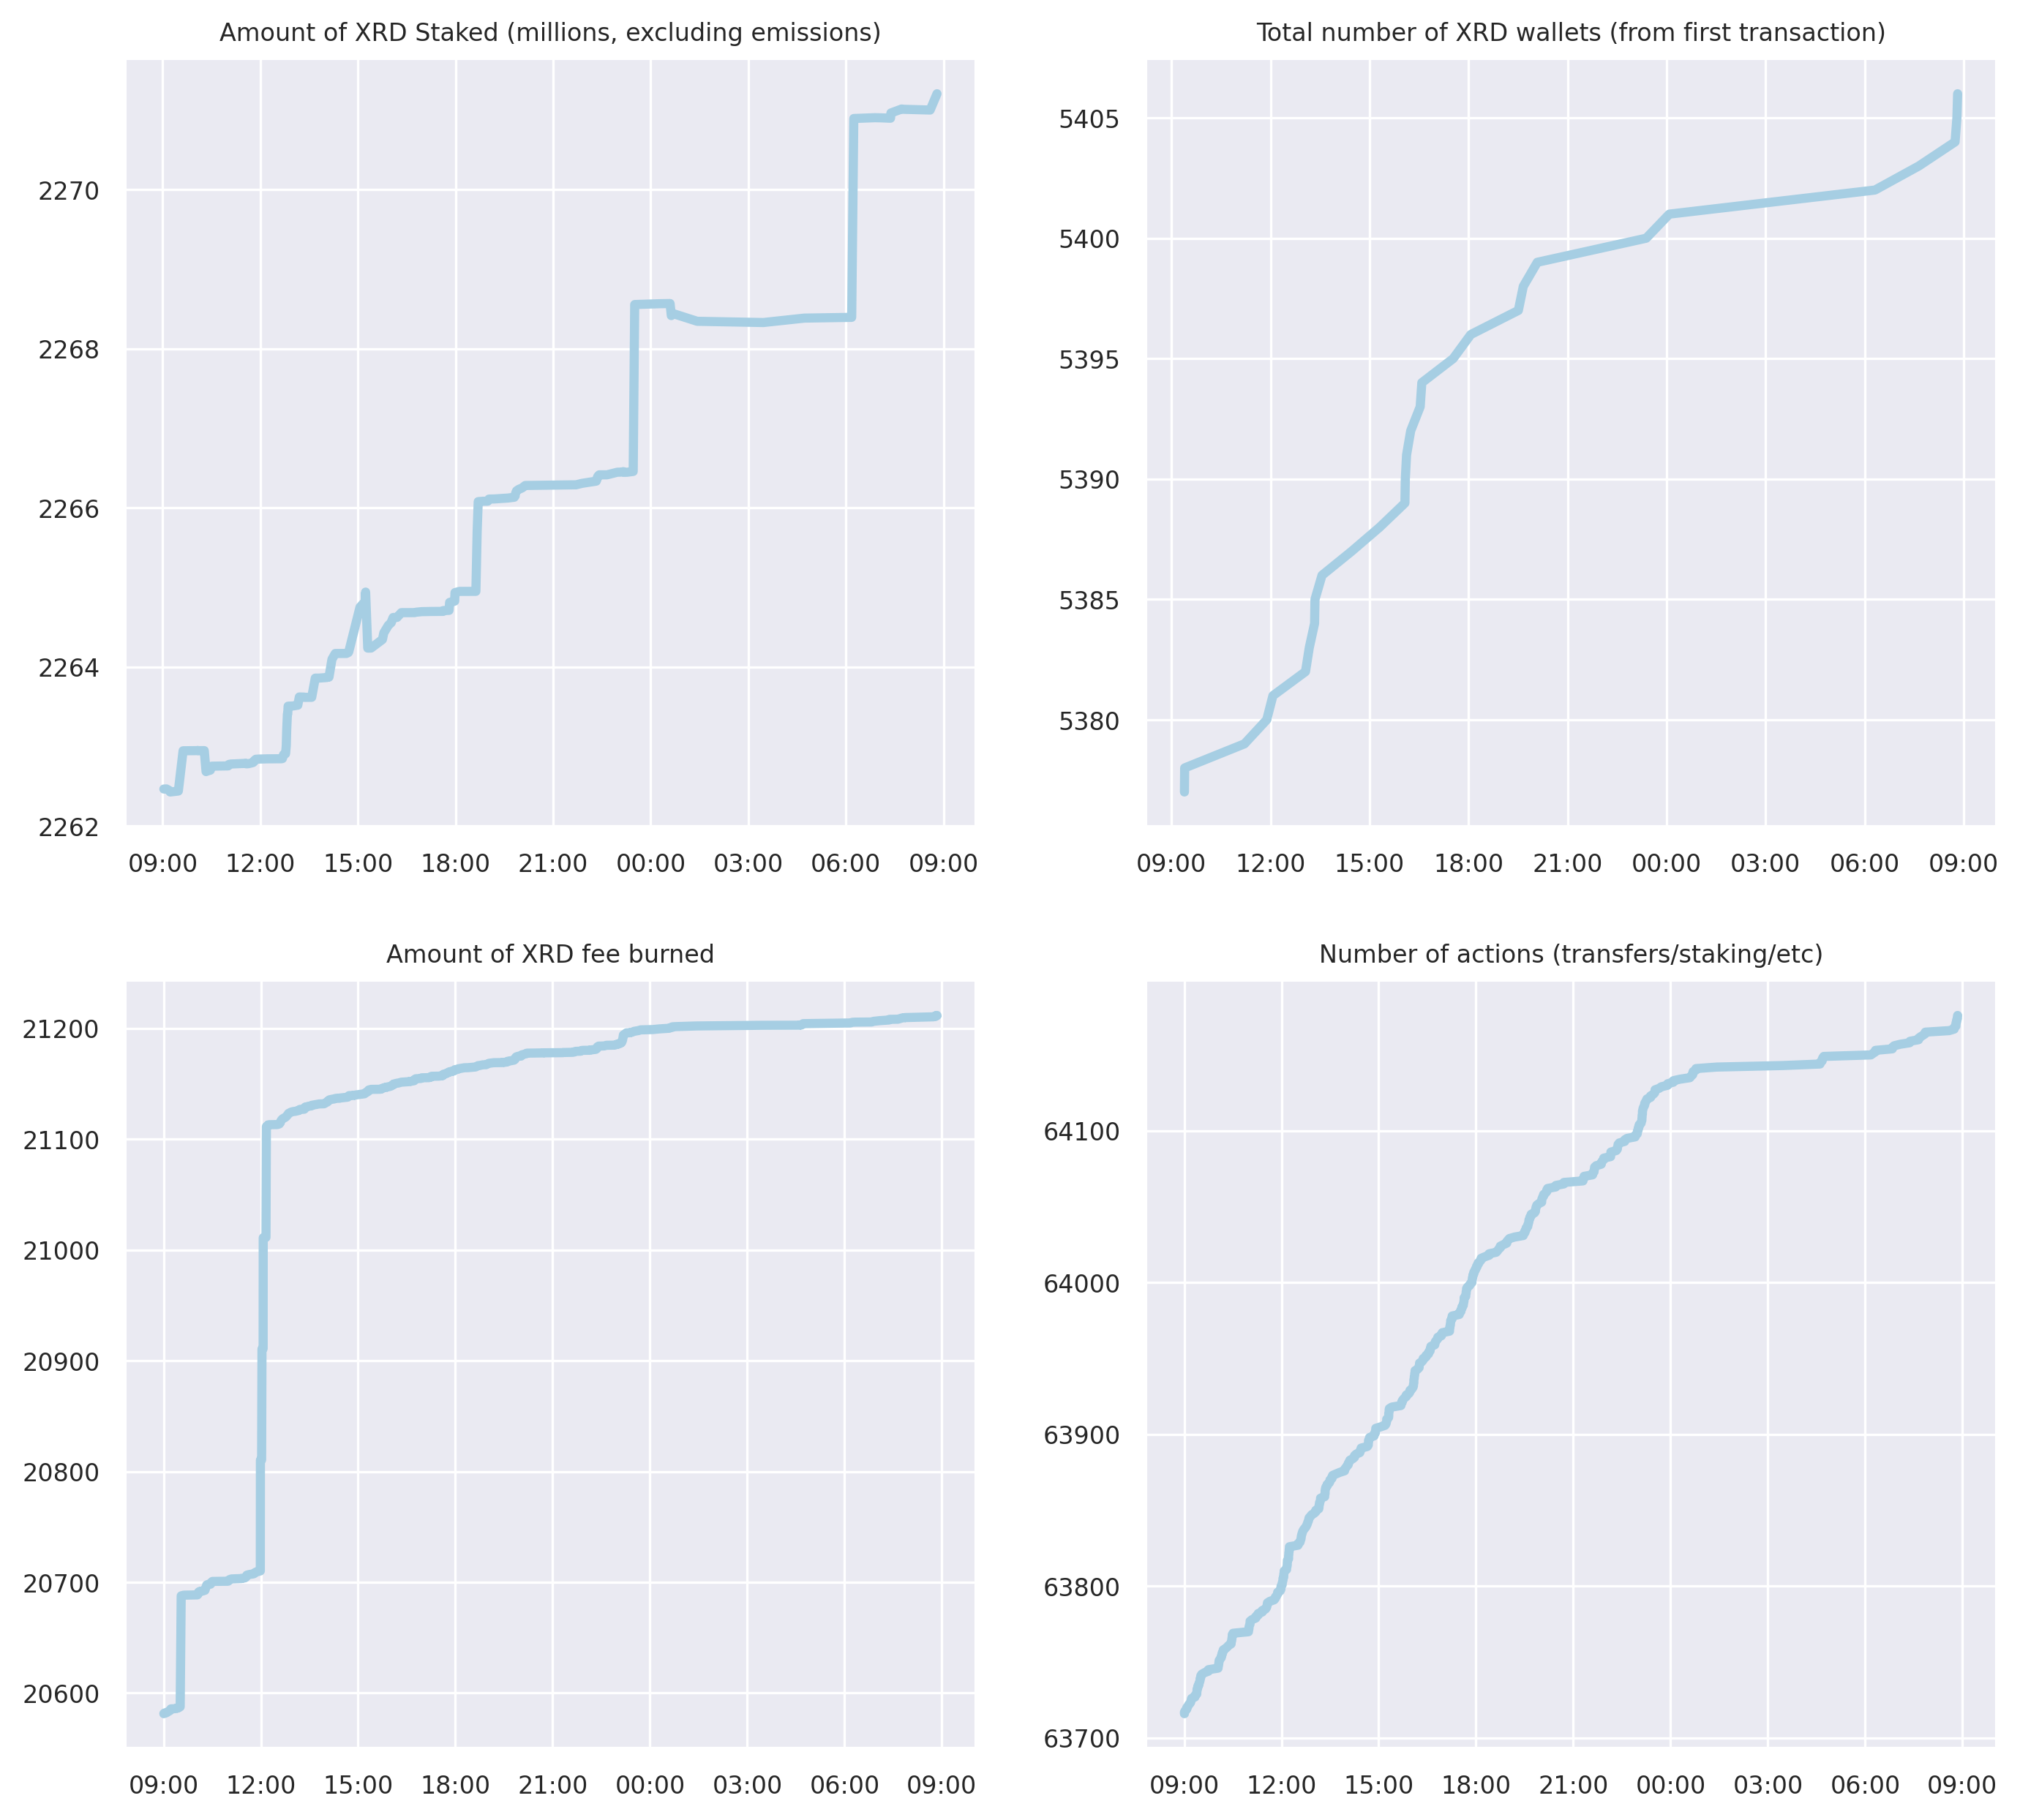 Amount of XRD Staked (millions, excluding emissions)
2270
2268
2266
2264
2262
09:00 12:00 15:00 18:00 21:00 00:00 03:00 06:00 09:00
Total number of XRD wallets (from first transaction)
5405
5400
5395
5390
5385
5380
09:00 12:00 15:00 18:00 21:00 00:00 03:00 06:00 09:00
Amount of XRD fee burned
21200
21100
21000
20900
20800
20700
20600
09:00 12:00 15:00 18:00 21:00 00:00 03:00 06:00 09:00
Number of actions (transfers/staking/etc)
64100
64000
63900
63800
63700
09:00 12:00 15:00 18:00 21:00 00:00 03:00 06:00 09:00